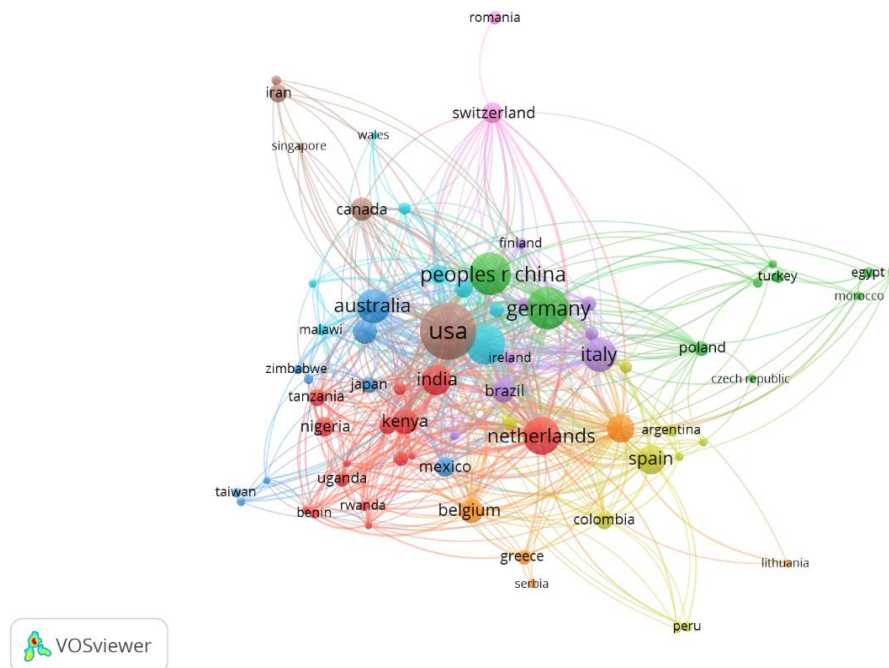 romania
iran
switzerland
wales
singapore
canada
finland
peoples r china
turkey
egypt
morocco
australia
germany
usa
malawi
ireland
italy
poland
zimbabwe
japan
india
brazil
czech republic
tanzania
nigeria
kenya
netherlands
argentina
mexico
spain
uganda
taiwan
benin
rwanda
belgium
colombia
greece
lithuania
serbia
peru
VOSviewer